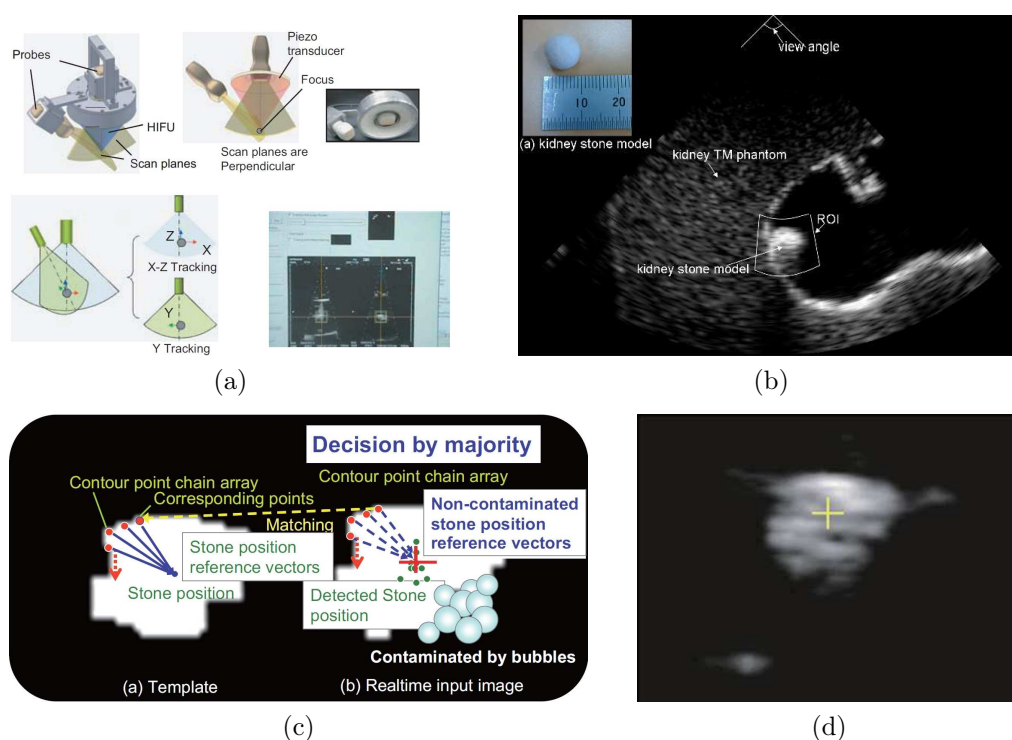 Probes
HIFU
Scan planes
Piezo
transducer
Focus
Scan planes are
Perpendicular
Z
X
X-Z Tracking
Y
Y Tracking
(a)
view angle
10 20
(a) kidney stone model
kidney TM phantom
ROI
kidney stone model
(b)
Decision by majority
Contour point chain array
Contour point chain array
Corresponding points
Matching
Non-contaminated
stone position
reference vectors
Stone position
reference vectors
Stone position
Detected Stone
position
Contaminated by bubbles
(a) Template
(b) Realtime input image
(c)
(d)